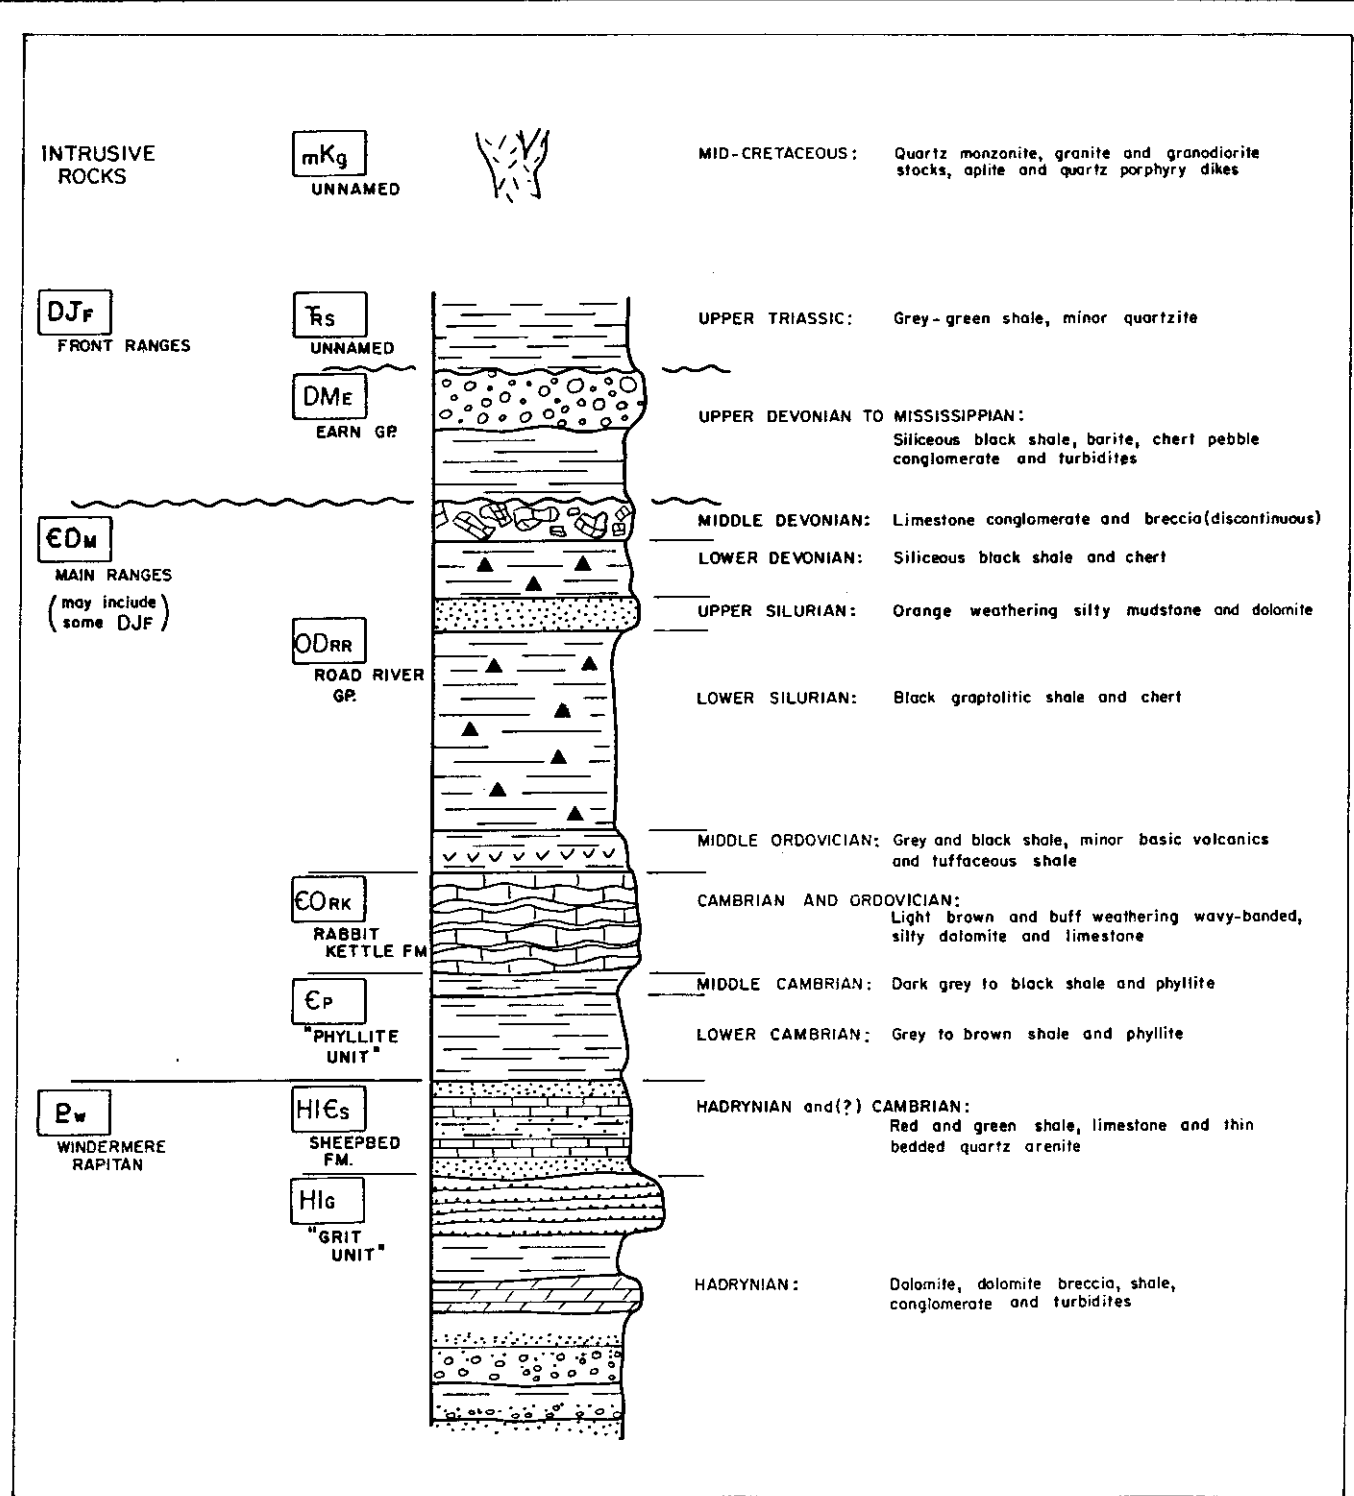 INTRUSIVE
ROCKS
mKg
UNNAMED
MID-CRETACEOUS:
Quartz monzonite, granite and granodiorite
stocks, aplite and quartz porphyry dikes
DJF
FRONT RANGES
TRS
UNNAMED
UPPER TRIASSIC:
Grey-green shale, minor quartzite
DME
EARN GP.
UPPER DEVONIAN TO MISSISSIPPIAN:
Siliceous black shale, barite, chert pebble
conglomerate and turbidites
ЄDM
MAIN RANGES
(may include
some DJF)
MIDDLE DEVONIAN:
Limestone conglomerate and breccia(discontinuous)
LOWER DEVONIAN:
Siliceous black shale and chert
UPPER SILURIAN:
Orange weathering silty mudstone and dolomite
ODRR
ROAD RIVER
GP.
LOWER SILURIAN:
Black graptolitic shale and chert
MIDDLE ORDOVICIAN:
Grey and black shale, minor basic volcanics
and tuffaceous shale
ЄORK
RABBIT
KETTLE FM
CAMBRIAN AND ORDOVICIAN:
Light brown and buff weathering wavy-banded,
silty dolomite and limestone
ЄP
"PHYLLITE
UNIT"
MIDDLE CAMBRIAN:
Dark grey to black shale and phyllite
LOWER CAMBRIAN:
Grey to brown shale and phyllite
PW
WINDERMERE
RAPITAN
HIЄS
SHEEPBED
FM.
HADRYNIAN and(?) CAMBRIAN:
Red and green shale, limestone and thin
bedded quartz arenite
HIG
"GRIT
UNIT"
HADRYNIAN:
Dolomite, dolomite breccia, shale,
conglomerate and turbidites